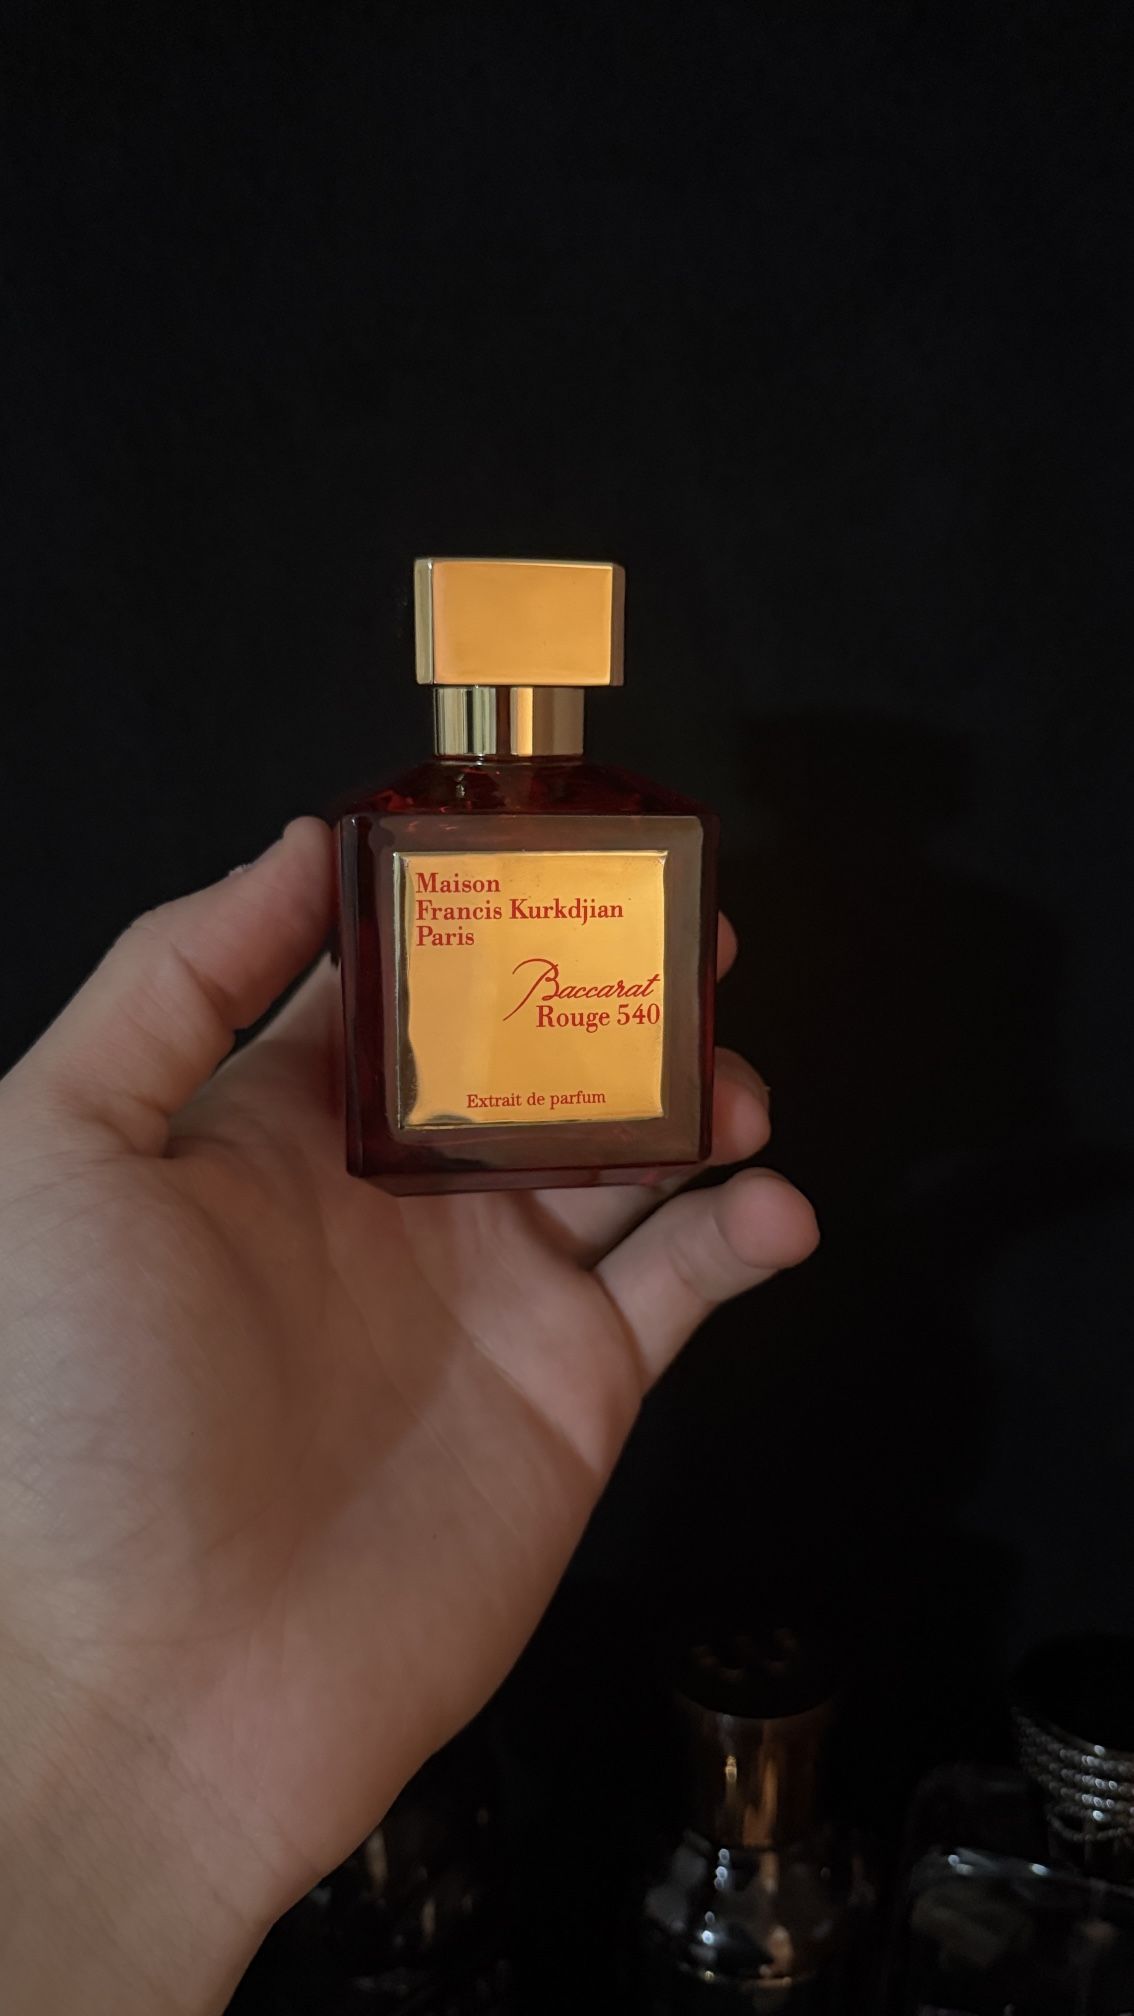 Maison
Francis Kurkdjian
Paris
Baccarat
Rouge 540
Extrait de parfum